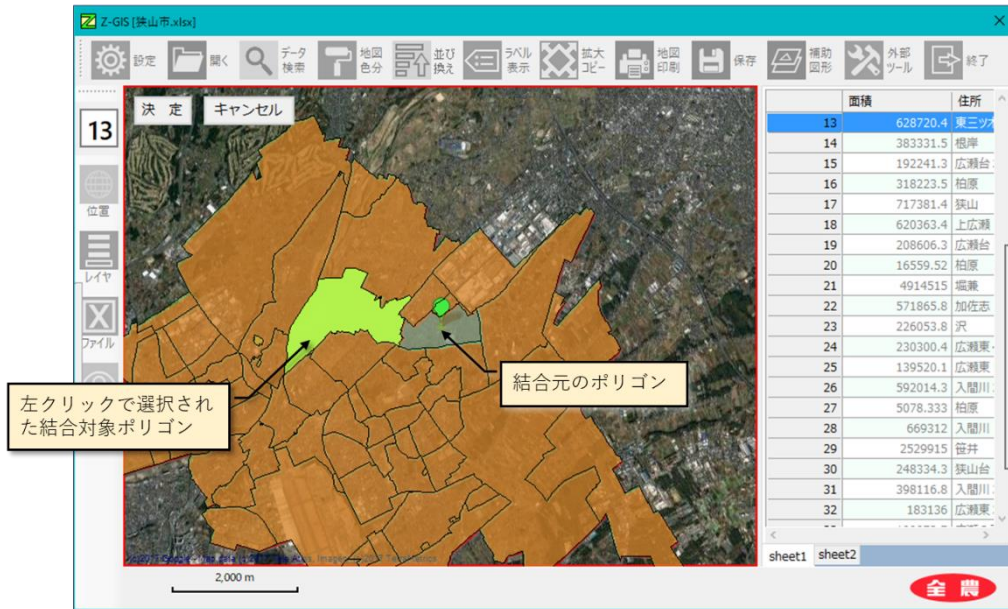 Z-GIS [狭山市.xlsx]
設定
開く
データ
検索
地図
色分
並び
換え
ラベル
表示
拡大
コピー
地図
印刷
保存
補助
図形
外部
ツール
終了
決 定
キャンセル
13
位置
レイヤ
ファイル
左クリックで選択され
た結合対象ポリゴン
結合元のポリゴン
2,000 m
面積 住所
13 628720.4 東三ツ木
14 383331.5 根岸
15 192241.3 広瀬台
16 318223.5 柏原
17 717381.4 狭山
18 620363.4 上広瀬
19 208606.3 広瀬台
20 16559.52 柏原
21 4914515 堀兼
22 571865.8 加佐志
23 226053.8 沢
24 230300.4 広瀬東
25 139520.1 広瀬東
26 592014.3 入間川
27 5078.333 柏原
28 669312 入間川
29 2529915 笹井
30 248334.3 狭山台
31 398116.8 入間川
32 183136 広瀬東
sheet1 sheet2
全 農